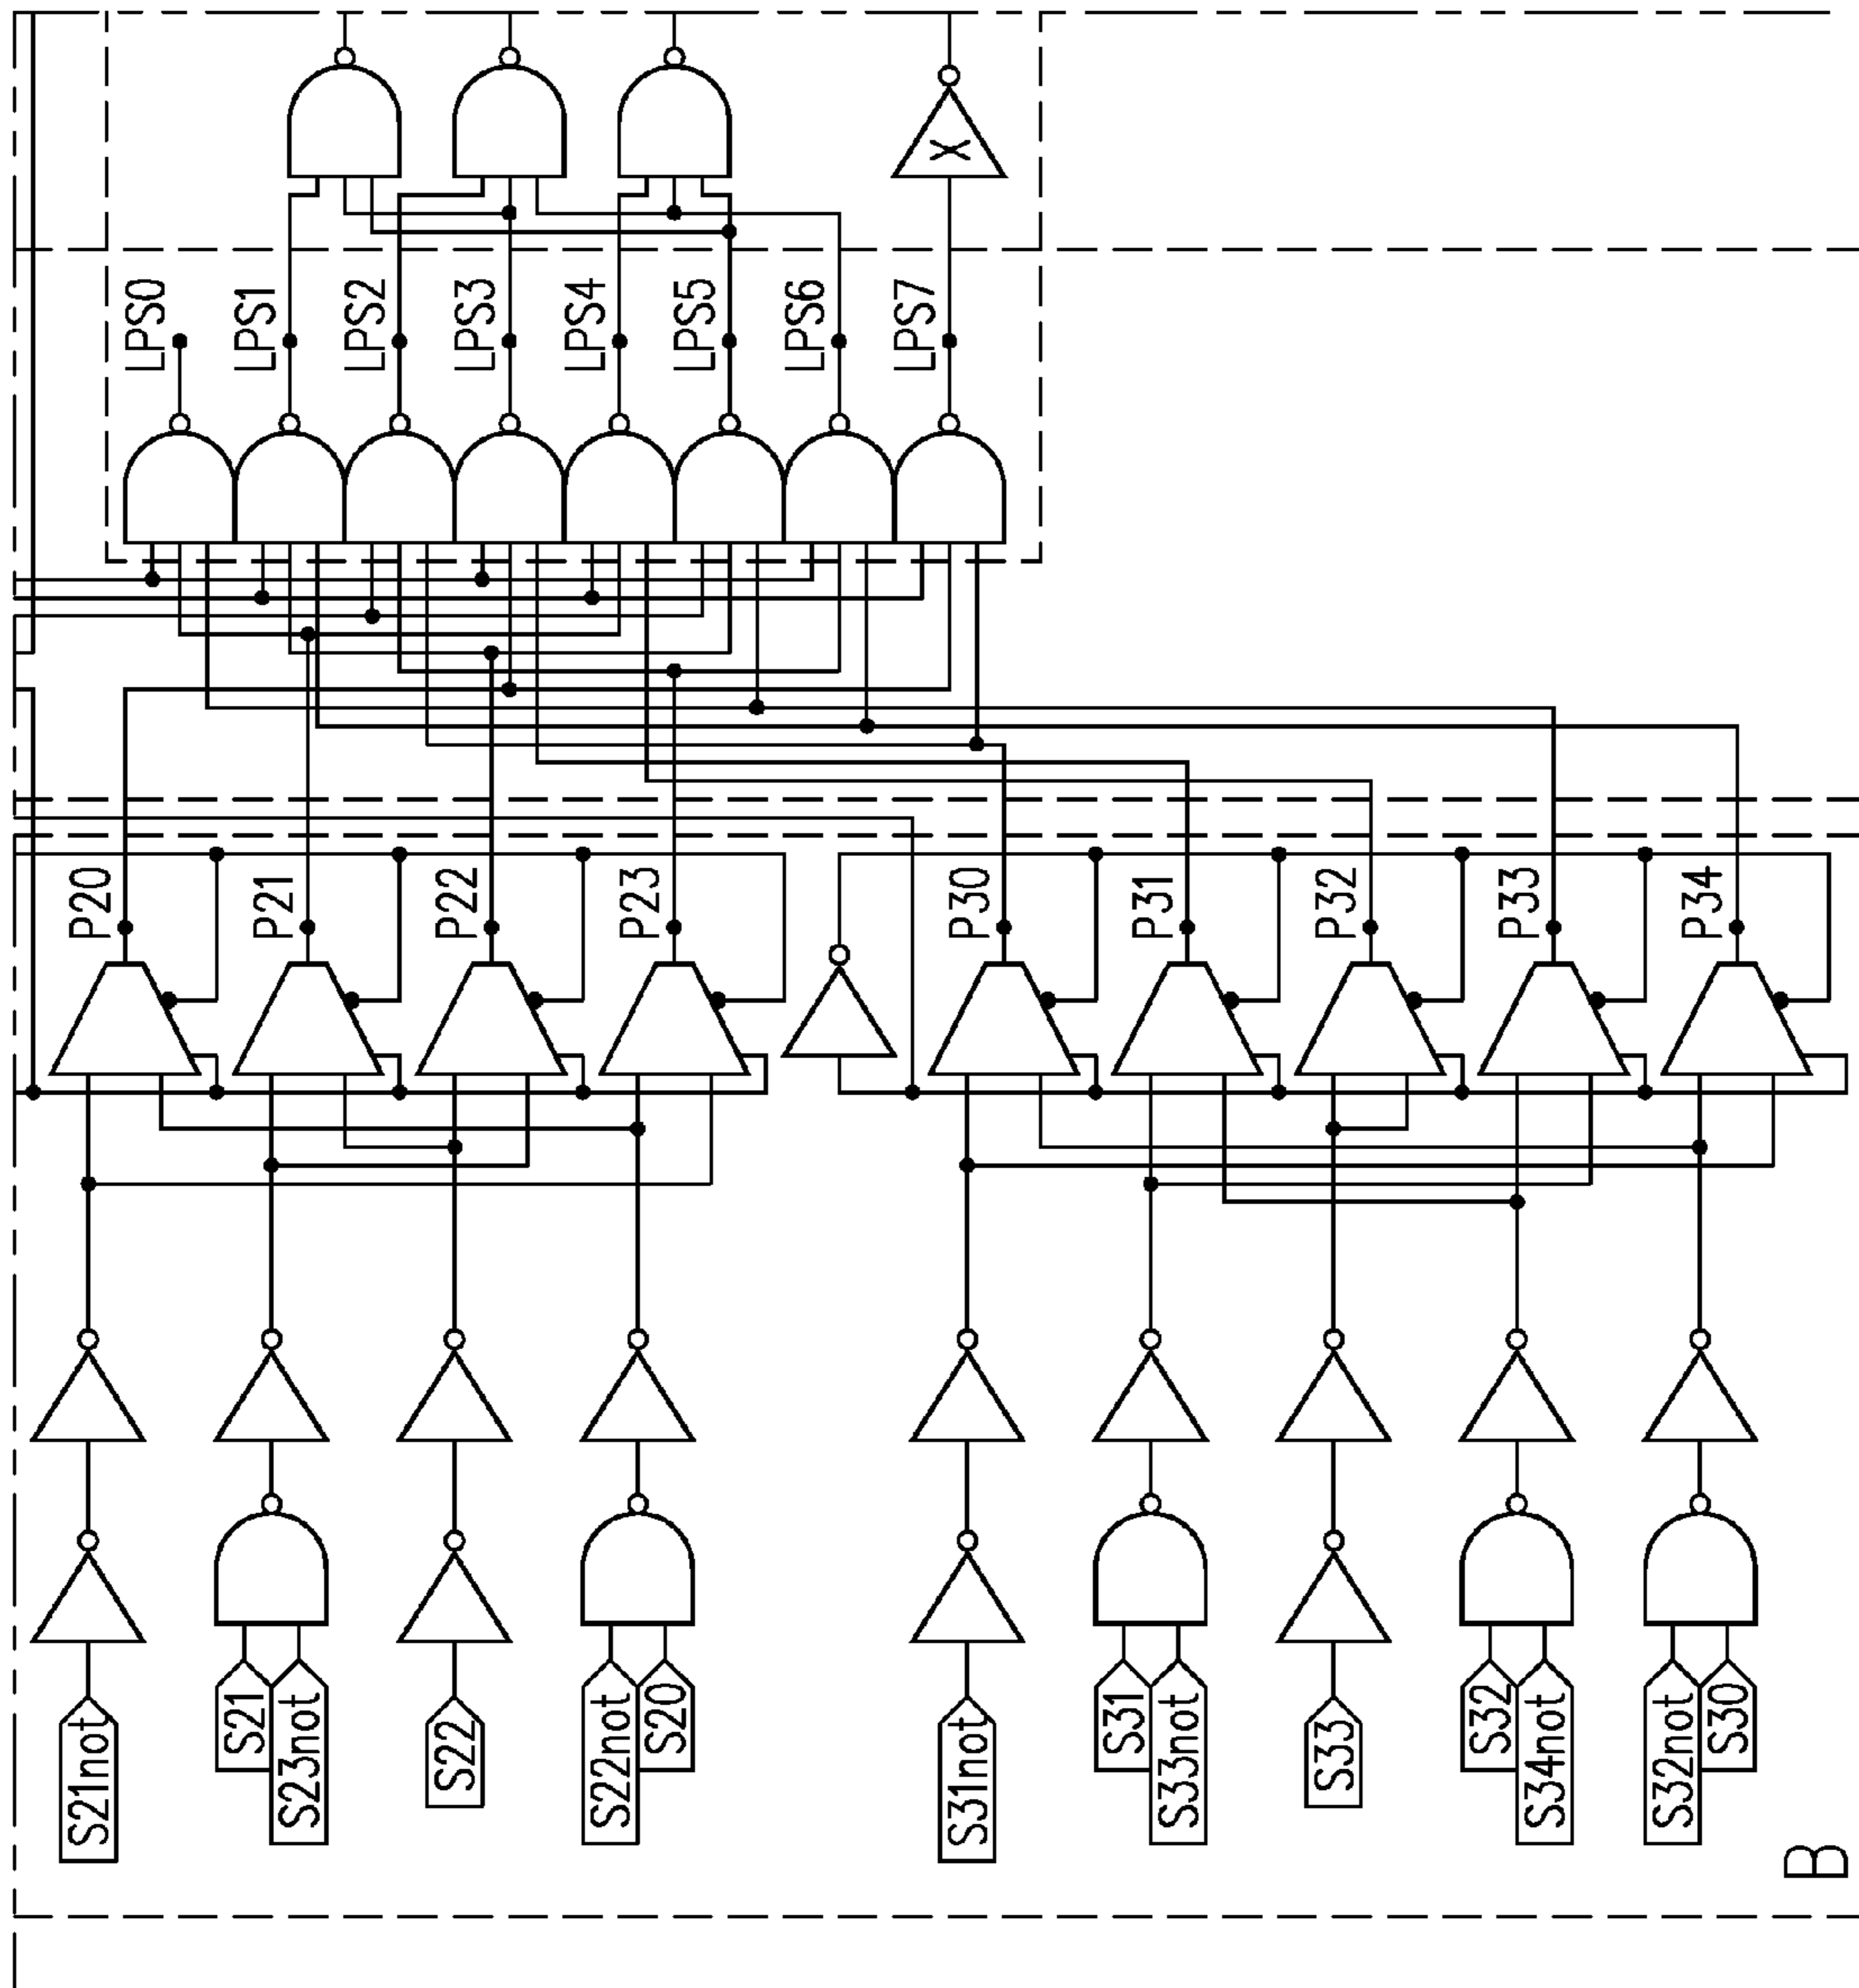 LPS0
LPS1
LPS2
LPS3
LPS4
LPS5
LPS6
LPS7
X
P20
P21
P22
P23
P30
P31
P32
P33
P34
S21not
S21
S23not
S22
S22not
S20
S31not
S31
S33not
S33
S32
S34not
S32not
S30
B